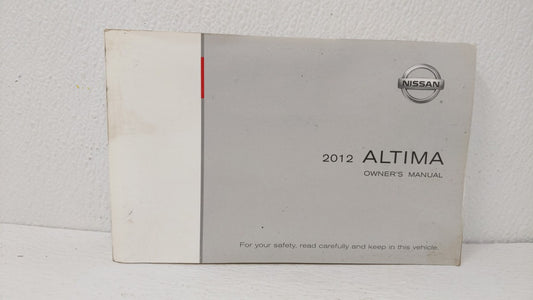 NISSAN
2012 ALTIMA
OWNER'S MANUAL
For your safety, read carefully and keep in this vehicle.